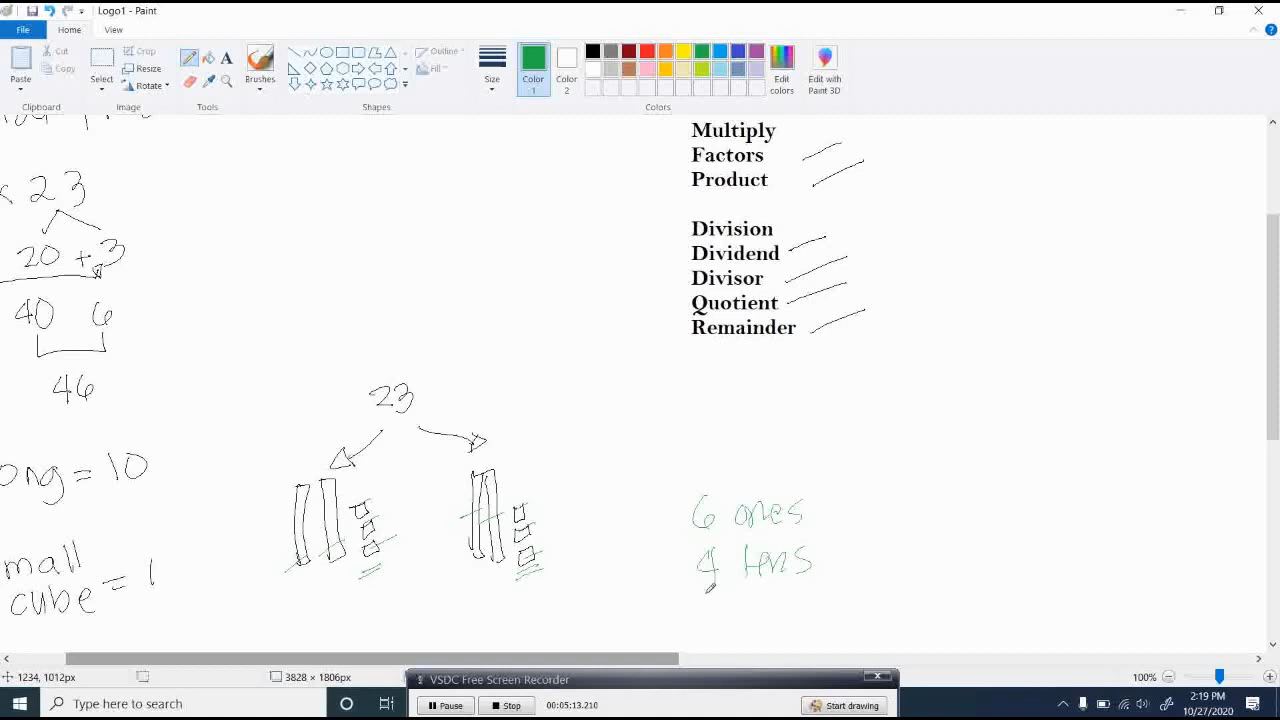 Logo1 - Paint
File Home View
Paste
Cut
Copy
Select
Crop
Resize
Rotate
A
Brushes
Outline
Fill
Size
Color 1
Color 2
Edit colors
Edit with Paint 3D
Clipboard Image Tools Shapes Colors
Multiply
Factors
Product
x 23
Division
20 + 3
Dividend
Divisor
Quotient
40 6
Remainder
46
23
ong = 10
6 ones
4 tens
mall
cube = 1
1234, 1012px
3828 × 1806px
100%
VSDC Free Screen Recorder
Pause
Stop
00:05:13.210
Start drawing
Type here to search
2:19 PM
10/27/2020